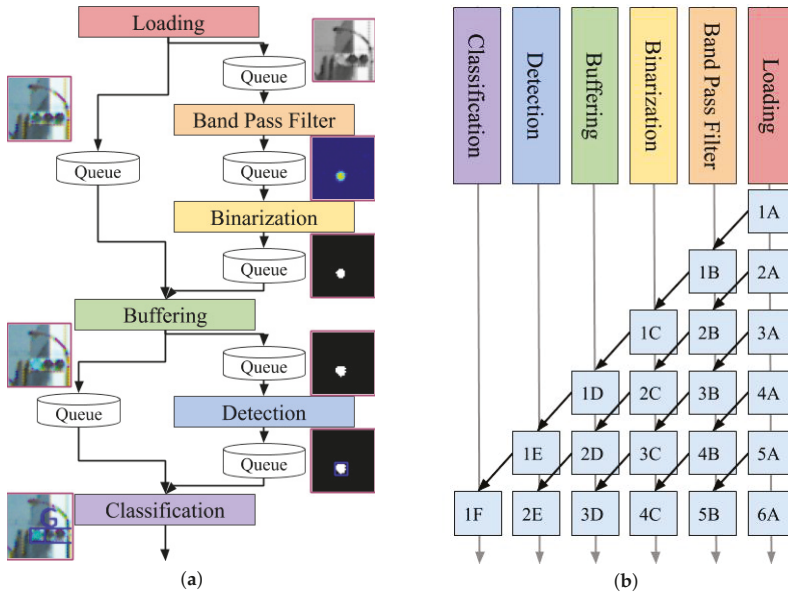 Loading
Queue
Band Pass Filter
Queue
Queue
Binarization
Queue
Buffering
Queue
Queue
Detection
Queue
Classification
G
(a)
Classification
Detection
Buffering
Binarization
Band Pass Filter
Loading
1A
1B 2A
1C 2B 3A
1D 2C 3B 4A
1E 2D 3C 4B 5A
1F 2E 3D 4C 5B 6A
(b)